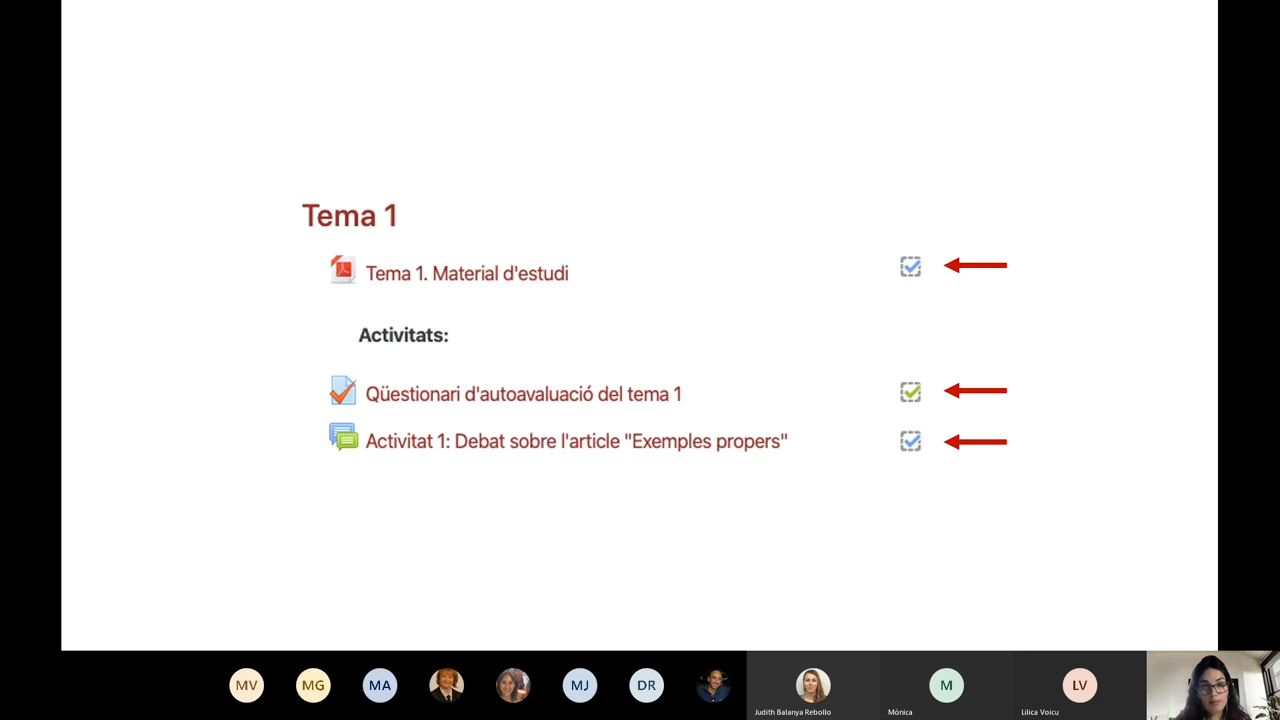 Tema 1
Tema 1. Material d'estudi
Activitats:
Qüestionari d'autoavaluació del tema 1
Activitat 1: Debat sobre l'article "Exemples propers"
MV MG MA MJ DR M LV
Judith Balanya Rebollo Mònica Lilica Voicu